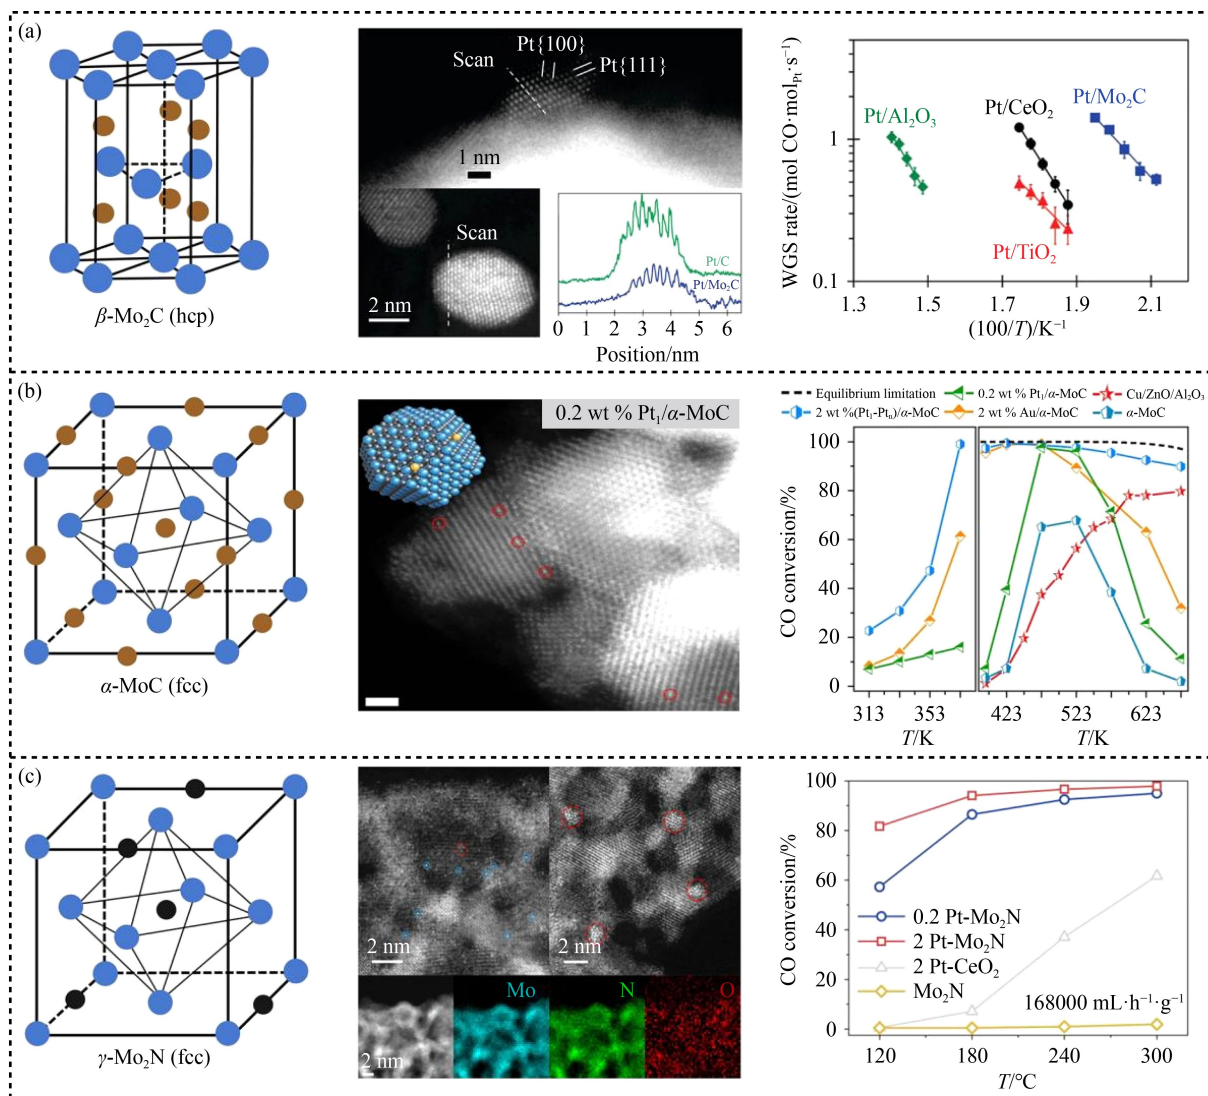 (a)
β-Mo₂C (hcp)
Scan
Pt{100}
Pt{111}
1 nm
Scan
2 nm
Pt/C
Pt/Mo₂C
0 1 2 3 4 5 6
Position/nm
WGS rate/(mol CO·mol_Pt·s⁻¹)
1
0.1
Pt/Al₂O₃
Pt/CeO₂
Pt/Mo₂C
Pt/TiO₂
1.3 1.5 1.7 1.9 2.1
(100/T)/K⁻¹
(b)
α-MoC (fcc)
0.2 wt % Pt₁/α-MoC
Equilibrium limitation
0.2 wt % Pt₁/α-MoC
Cu/ZnO/Al₂O₃
2 wt %(Pt₁-Ptₙ)/α-MoC
2 wt % Au/α-MoC
α-MoC
CO conversion/%
100
80
60
40
20
0
313 353
423 523 623
T/K
T/K
(c)
γ-Mo₂N (fcc)
2 nm
2 nm
2 nm
Mo
N
O
CO conversion/%
100
80
60
40
20
0
0.2 Pt-Mo₂N
2 Pt-Mo₂N
2 Pt-CeO₂
Mo₂N
168000 mL·h⁻¹·g⁻¹
120 180 240 300
T/°C